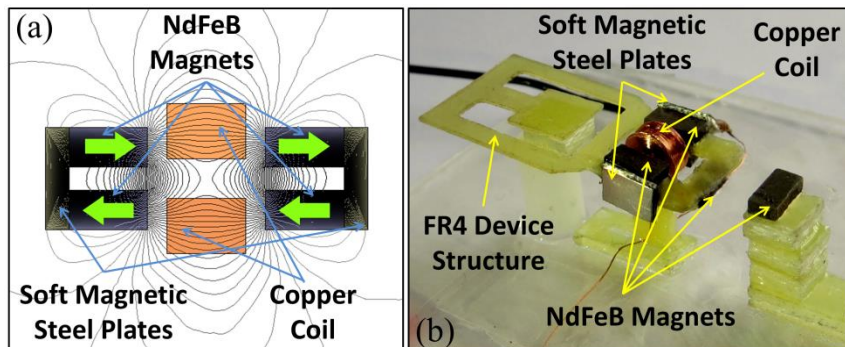 (a)
NdFeB
Magnets
Soft Magnetic
Steel Plates
Copper
Coil
Soft Magnetic
Steel Plates
Copper
Coil
FR4 Device
Structure
NdFeB Magnets
(b)